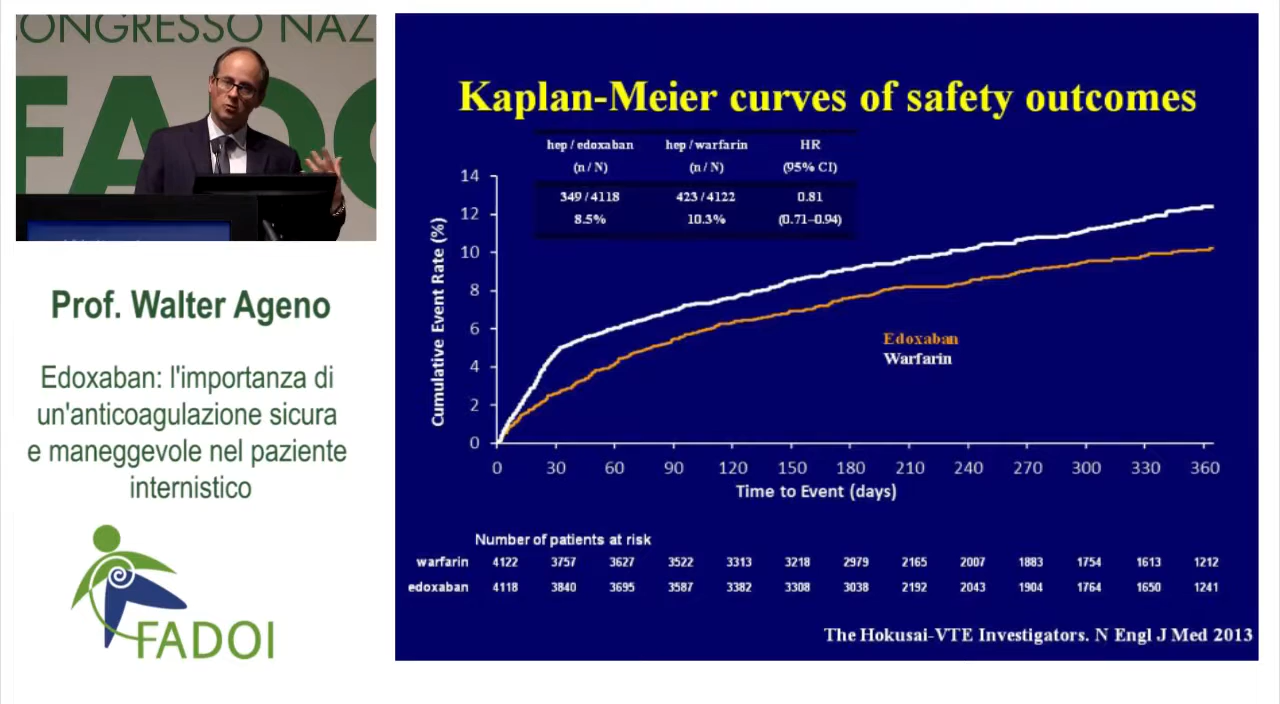 CONGRESSO NAZ
FADO
Prof. Walter Ageno
Edoxaban: l'importanza di
un'anticoagulazione sicura
e maneggevole nel paziente
internistico
FADOI
Kaplan-Meier curves of safety outcomes
hep / edoxaban hep / warfarin HR
(n / N) (n / N) (95% CI)
349 / 4118 423 / 4122 0.81
8.5% 10.3% (0.71–0.94)
Cumulative Event Rate (%)
14
12
10
8
6
4
2
0
Edoxaban
Warfarin
0 30 60 90 120 150 180 210 240 270 300 330 360
Time to Event (days)
Number of patients at risk
warfarin 4122 3757 3627 3522 3313 3218 2979 2165 2007 1883 1754 1613 1212
edoxaban 4118 3840 3695 3587 3382 3308 3038 2192 2043 1904 1764 1650 1241
The Hokusai-VTE Investigators. N Engl J Med 2013